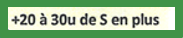 +20 à 30u de S en plus